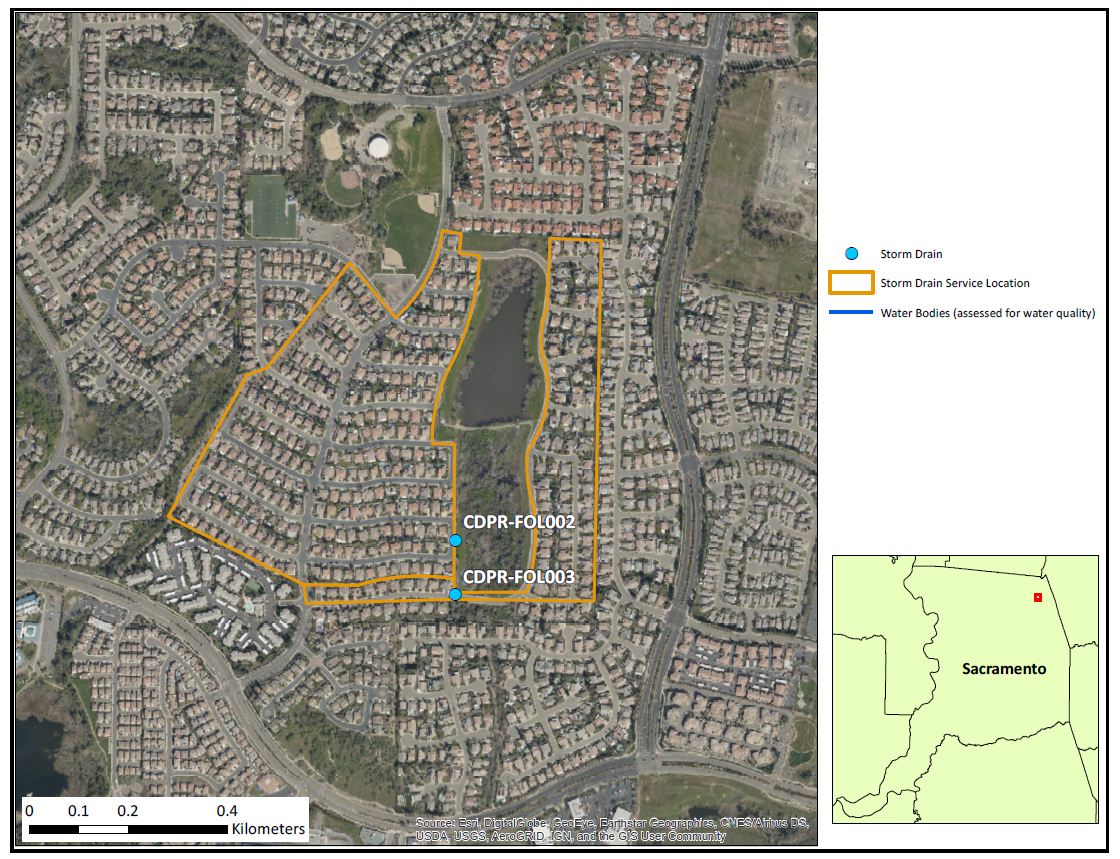 Storm Drain
Storm Drain Service Location
Water Bodies (assessed for water quality)
CDPR-FOL002
CDPR-FOL003
Sacramento
0 0.1 0.2 0.4
Kilometers
Source: Esri, DigitalGlobe, GeoEye, Earthstar Geographics, CNES/Airbus DS,
USDA, USGS, AeroGRID, IGN, and the GIS User Community